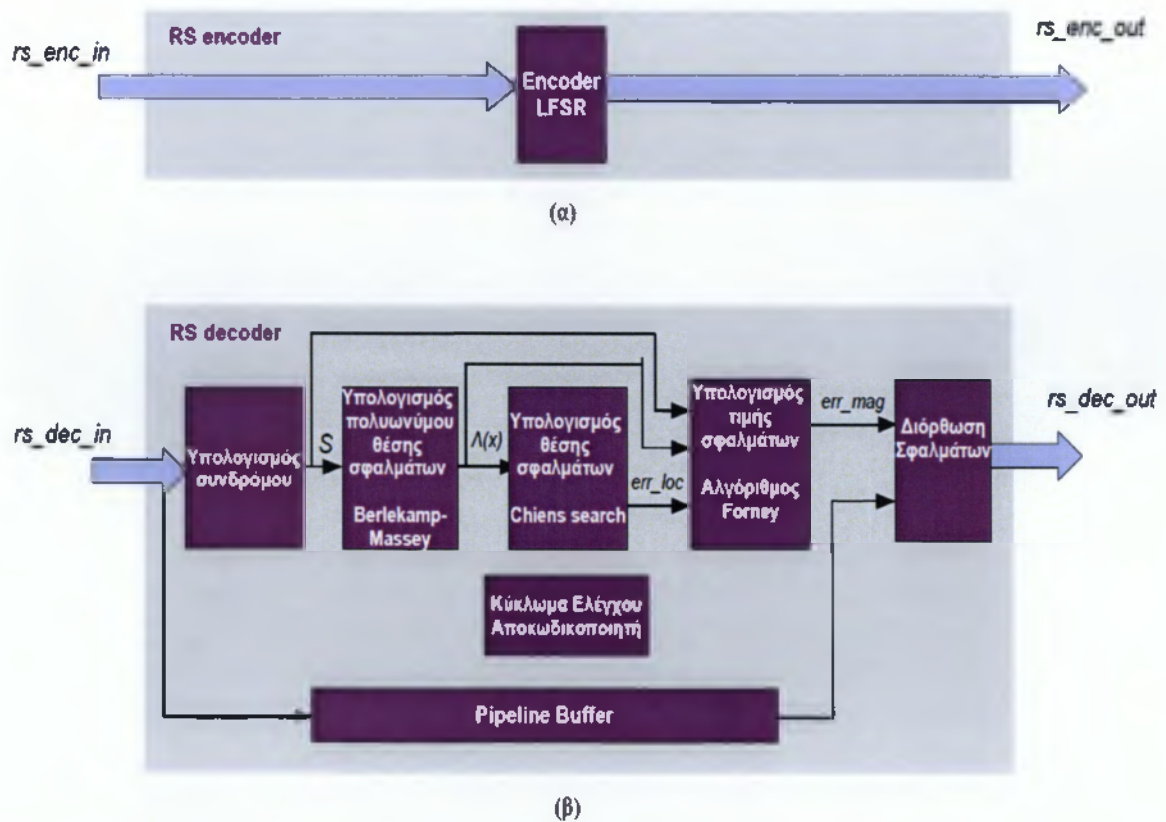 RS encoder
rs_enc_in
rs_enc_out
Encoder
LFSR
(α)
RS decoder
rs_dec_in
rs_dec_out
Υπολογισμός
συνδρόμου
S
Υπολογισμός
πολυωνύμου
θέσης
σφαλμάτων
Berlekamp-
Massey
Λ(x)
Υπολογισμός
θέσης
σφαλμάτων
Chiens search
err_loc
Υπολογισμός
τιμής
σφαλμάτων
Αλγόριθμος
Forney
err_mag
Διόρθωση
Σφαλμάτων
Κύκλωμα Ελέγχου
Αποκωδικοποιητή
Pipeline Buffer
(β)